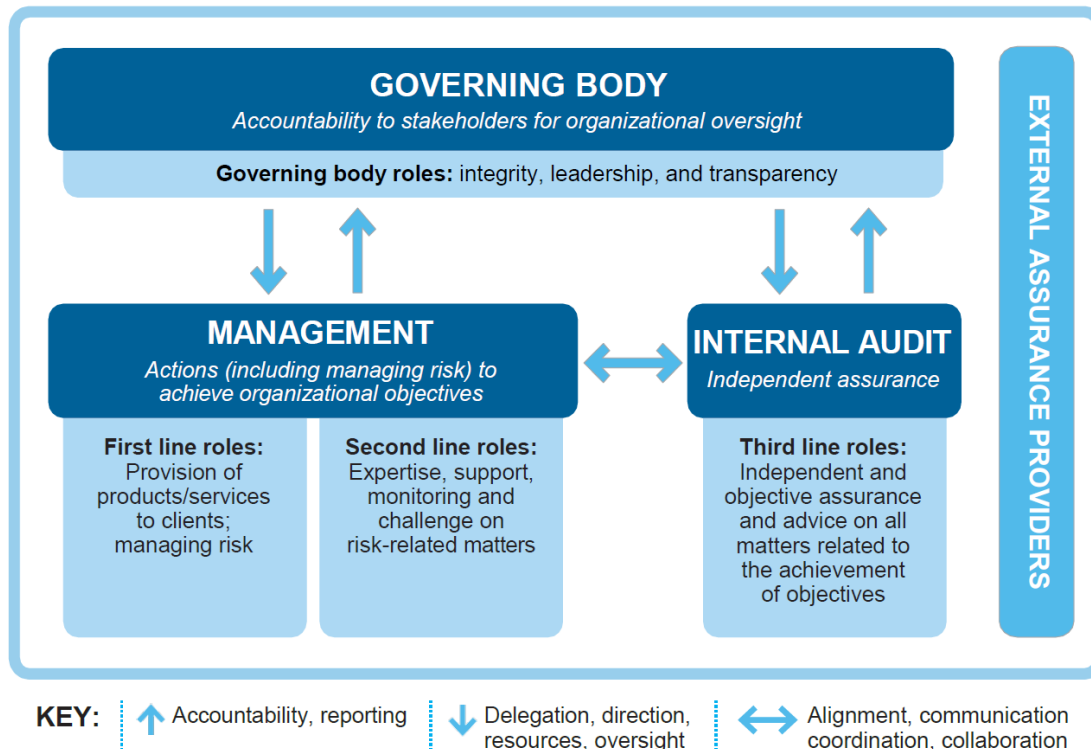 GOVERNING BODY
Accountability to stakeholders for organizational oversight
Governing body roles: integrity, leadership, and transparency
MANAGEMENT
Actions (including managing risk) to
achieve organizational objectives
First line roles:
Provision of
products/services
to clients;
managing risk
Second line roles:
Expertise, support,
monitoring and
challenge on
risk-related matters
INTERNAL AUDIT
Independent assurance
Third line roles:
Independent and
objective assurance
and advice on all
matters related to
the achievement
of objectives
EXTERNAL ASSURANCE PROVIDERS
KEY:
Accountability, reporting
Delegation, direction,
resources, oversight
Alignment, communication
coordination, collaboration